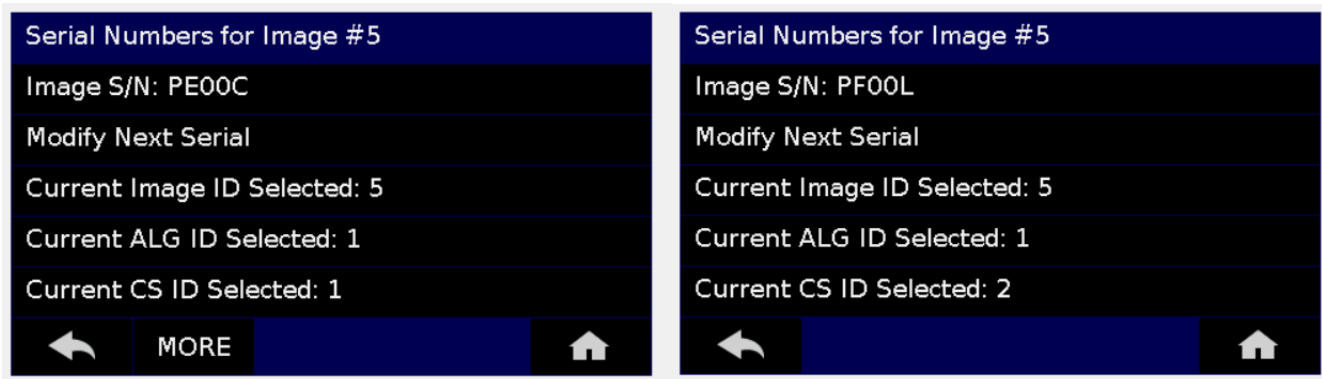 Serial Numbers for Image #5
Image S/N: PE00C
Modify Next Serial
Current Image ID Selected: 5
Current ALG ID Selected: 1
Current CS ID Selected: 1
MORE
Serial Numbers for Image #5
Image S/N: PF00L
Modify Next Serial
Current Image ID Selected: 5
Current ALG ID Selected: 1
Current CS ID Selected: 2